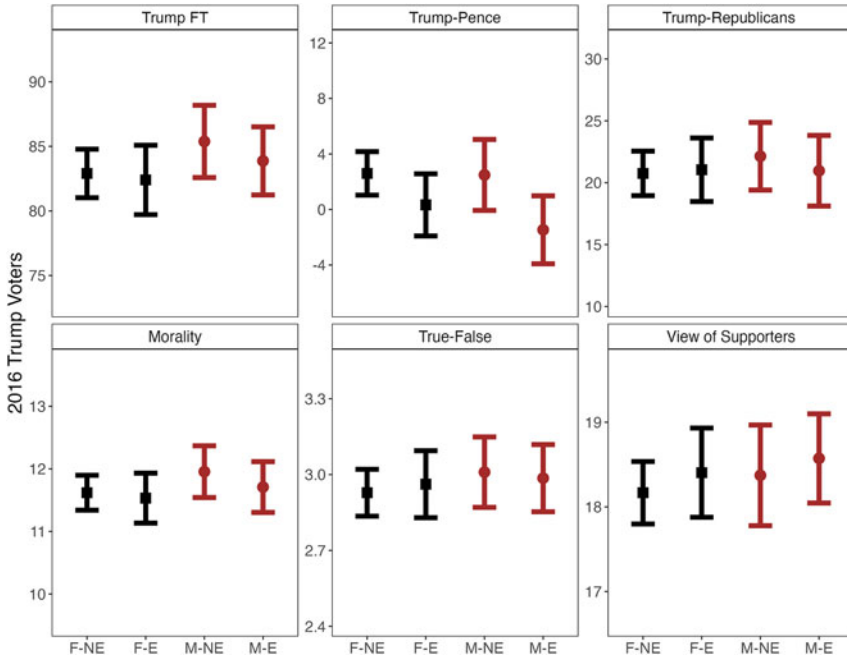 2016 Trump Voters
Trump FT
90
85
80
75
Trump-Pence
12
8
4
0
-4
Trump-Republicans
30
25
20
15
10
Morality
13
12
11
10
F-NE F-E M-NE M-E
True-False
3.3
3.0
2.7
2.4
F-NE F-E M-NE M-E
View of Supporters
19
18
17
F-NE F-E M-NE M-E